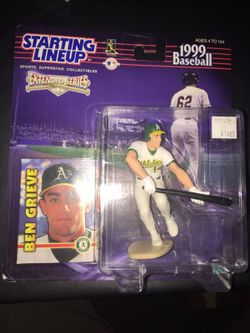 STARTING
LINEUP
SPORTS SUPERSTAR COLLECTIBLES
EXTENDED SERIES
AGES 4 TO 104
1999
Baseball
62
Athletics
BEN GRIEVE
A's